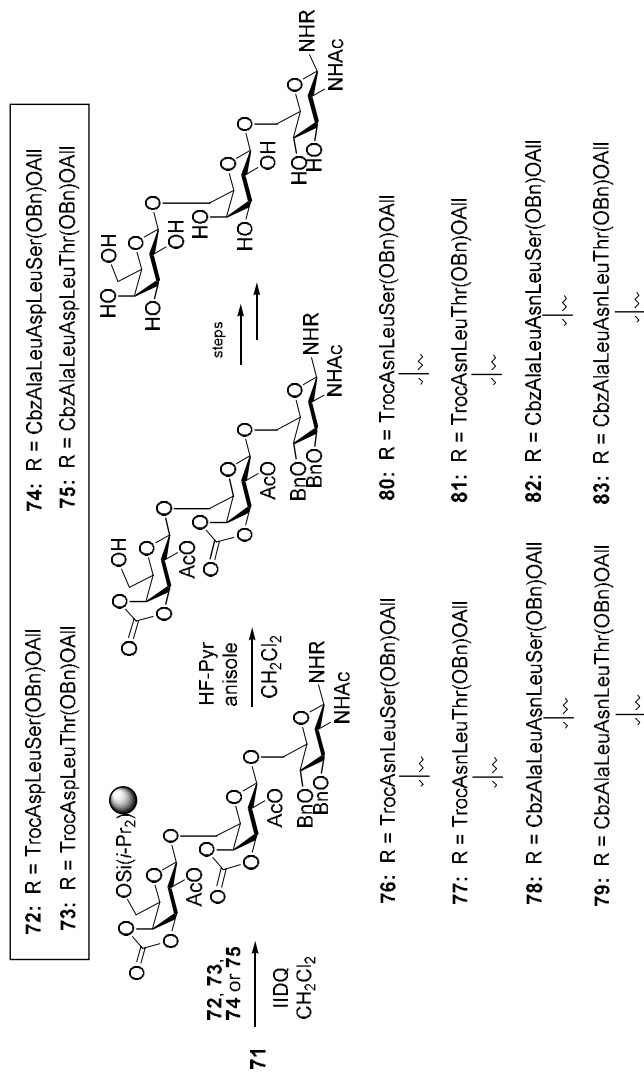 72: R = TrocAspLeuSer(OBn)OAll
74: R = CbzAlaLeuAspLeuSer(OBn)OAll
73: R = TrocAspLeuThr(OBn)OAll
75: R = CbzAlaLeuAspLeuThr(OBn)OAll
71
72, 73,
74 or 75
IIDQ
CH2Cl2
OSi(i-Pr2)
O
O
O
O
AcO
O
O
O
O
O
O
AcO
O
BnO
BnO
O
NHR
NHAc
HF-Pyr
anisole
CH2Cl2
OH
O
O
O
O
AcO
O
O
O
O
O
O
AcO
O
BnO
BnO
O
NHR
NHAc
steps
OH
HO
HO
O
OH
O
HO
HO
O
OH
O
HO
HO
O
NHR
NHAc
76: R = TrocAsnLeuSer(OBn)OAll
80: R = TrocAsnLeuSer(OBn)OAll
77: R = TrocAsnLeuThr(OBn)OAll
81: R = TrocAsnLeuThr(OBn)OAll
78: R = CbzAlaLeuAsnLeuSer(OBn)OAll
82: R = CbzAlaLeuAsnLeuSer(OBn)OAll
79: R = CbzAlaLeuAsnLeuThr(OBn)OAll
83: R = CbzAlaLeuAsnLeuThr(OBn)OAll